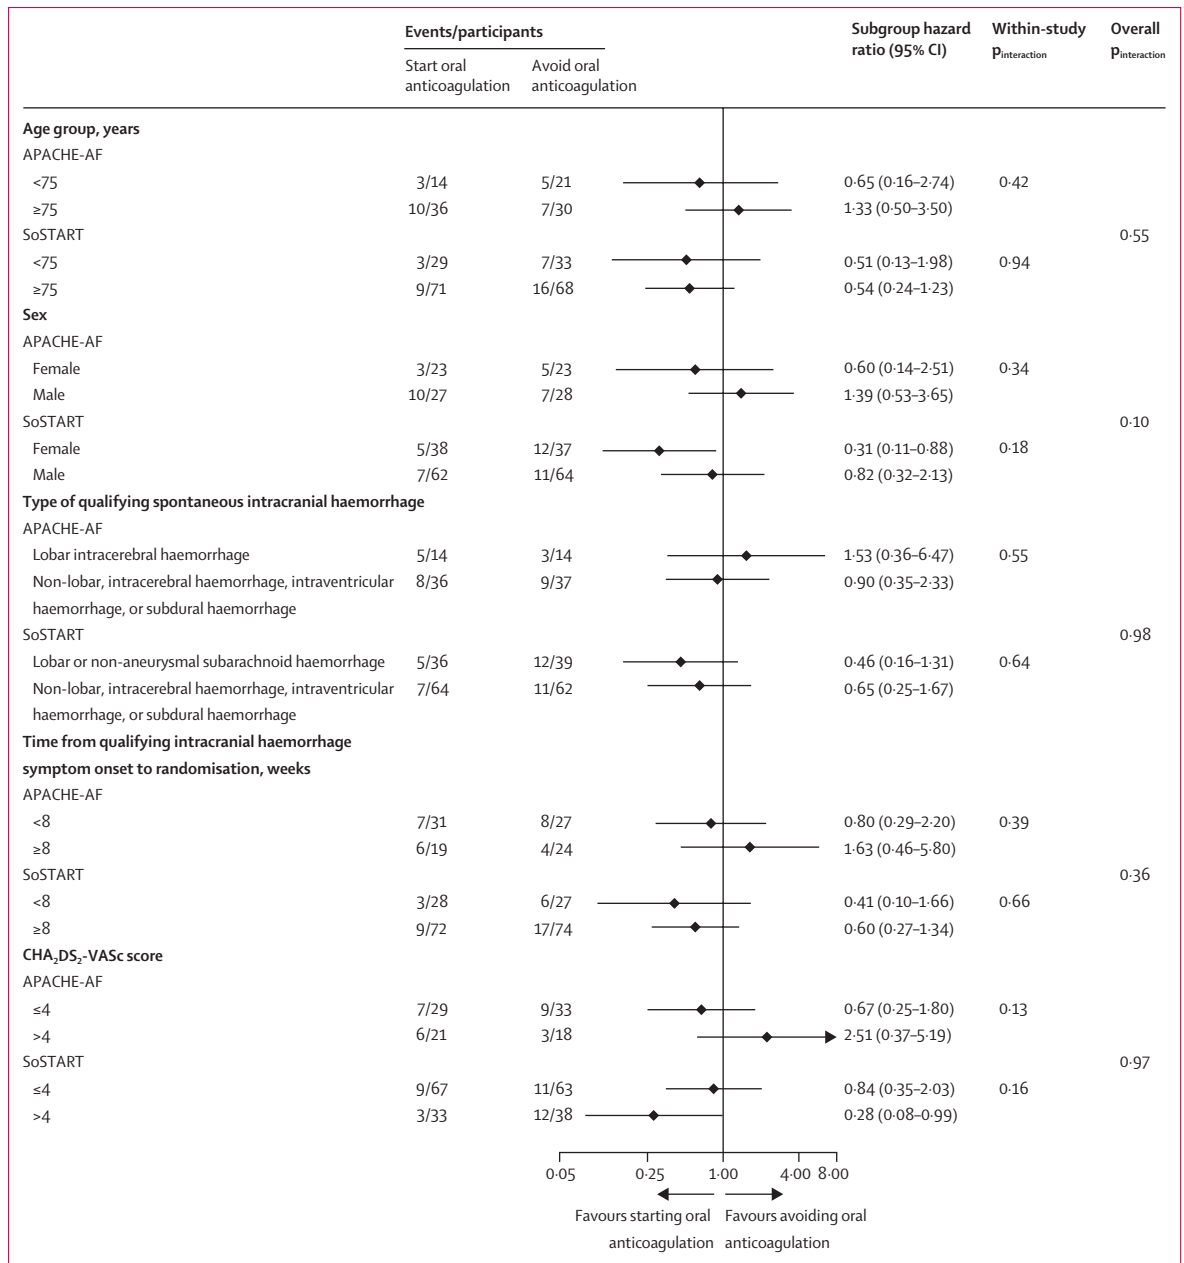 Events/participants
Subgroup hazard ratio (95% CI)
Within-study pinteraction
Overall pinteraction
Start oral anticoagulation
Avoid oral anticoagulation
Age group, years
APACHE-AF
<75 3/14 5/21 0·65 (0·16–2·74) 0·42
≥75 10/36 7/30 1·33 (0·50–3·50)
SoSTART 0·55
<75 3/29 7/33 0·51 (0·13–1·98) 0·94
≥75 9/71 16/68 0·54 (0·24–1·23)
Sex
APACHE-AF
Female 3/23 5/23 0·60 (0·14–2·51) 0·34
Male 10/27 7/28 1·39 (0·53–3·65)
SoSTART 0·10
Female 5/38 12/37 0·31 (0·11–0·88) 0·18
Male 7/62 11/64 0·82 (0·32–2·13)
Type of qualifying spontaneous intracranial haemorrhage
APACHE-AF
Lobar intracerebral haemorrhage 5/14 3/14 1·53 (0·36–6·47) 0·55
Non-lobar, intracerebral haemorrhage, intraventricular 8/36 9/37 0·90 (0·35–2·33)
haemorrhage, or subdural haemorrhage
SoSTART 0·98
Lobar or non-aneurysmal subarachnoid haemorrhage 5/36 12/39 0·46 (0·16–1·31) 0·64
Non-lobar, intracerebral haemorrhage, intraventricular 7/64 11/62 0·65 (0·25–1·67)
haemorrhage, or subdural haemorrhage
Time from qualifying intracranial haemorrhage
symptom onset to randomisation, weeks
APACHE-AF
<8 7/31 8/27 0·80 (0·29–2·20) 0·39
≥8 6/19 4/24 1·63 (0·46–5·80)
SoSTART 0·36
<8 3/28 6/27 0·41 (0·10–1·66) 0·66
≥8 9/72 17/74 0·60 (0·27–1·34)
CHA₂DS₂-VASc score
APACHE-AF
≤4 7/29 9/33 0·67 (0·25–1·80) 0·13
>4 6/21 3/18 2·51 (0·37–5·19)
SoSTART 0·97
≤4 9/67 11/63 0·84 (0·35–2·03) 0·16
>4 3/33 12/38 0·28 (0·08–0·99)
0·05 0·25 1·00 4·00 8·00
Favours starting oral anticoagulation
Favours avoiding oral anticoagulation